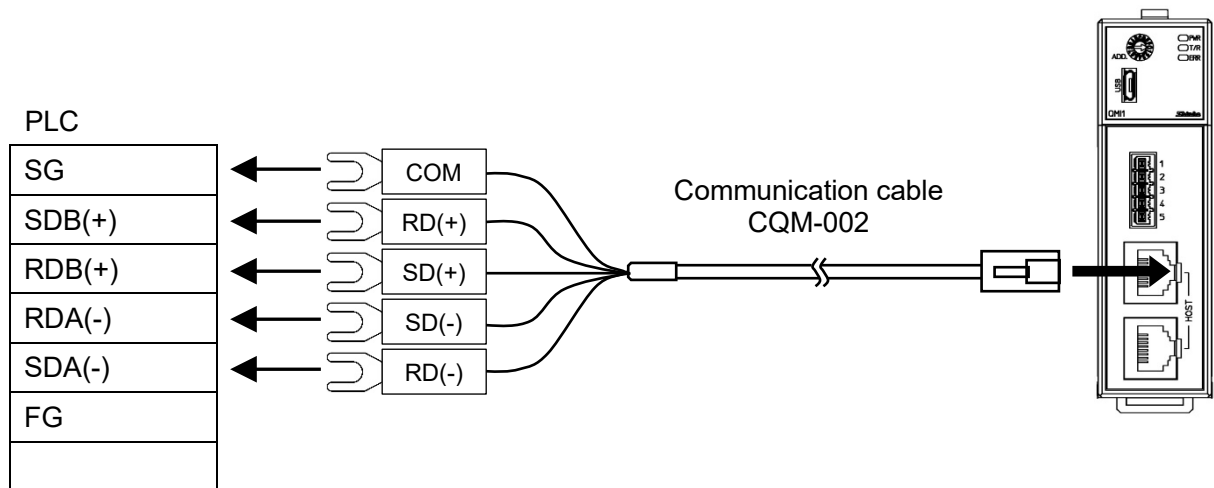 PLC
SG
SDB(+)
RDB(+)
RDA(-)
SDA(-)
FG
COM
RD(+)
SD(+)
SD(-)
RD(-)
Communication cable
CQM-002
PWR
T/R
ERR
ADD.
USB
QMI1
Shinko
1
2
3
4
5
HOST